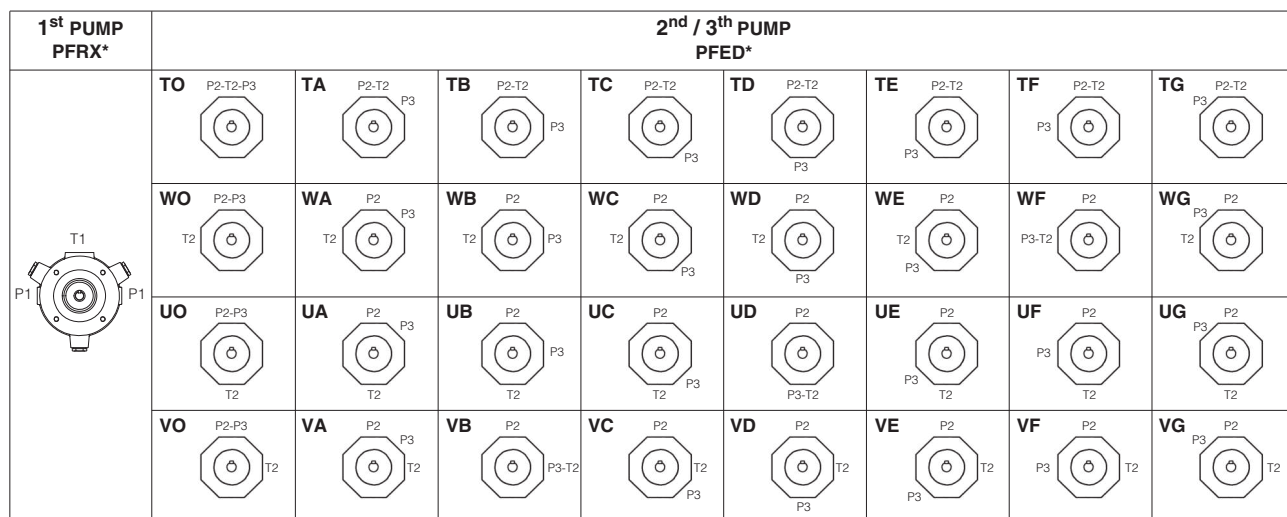 1st PUMP
PFRX*
2nd / 3th PUMP
PFED*
T1
P1 P1
TO P2-T2-P3
TA P2-T2
P3
TB P2-T2
P3
TC P2-T2
P3
TD P2-T2
P3
TE P2-T2
P3
TF P2-T2
P3
TG P2-T2
P3
WO P2-P3
T2
WA P2
P3
T2
WB P2
T2 P3
WC P2
T2
P3
WD P2
T2
P3
WE P2
T2
P3
WF P2
P3-T2
WG P2
P3
T2
UO P2-P3
T2
UA P2
P3
T2
UB P2
P3
T2
UC P2
P3
T2
UD P2
P3-T2
UE P2
P3
T2
UF P2
P3
T2
UG P2
P3
T2
VO P2-P3
T2
VA P2
P3
T2
VB P2
P3-T2
VC P2
T2
P3
VD P2
T2
P3
VE P2
T2
P3
VF P2
P3 T2
VG P2
P3
T2